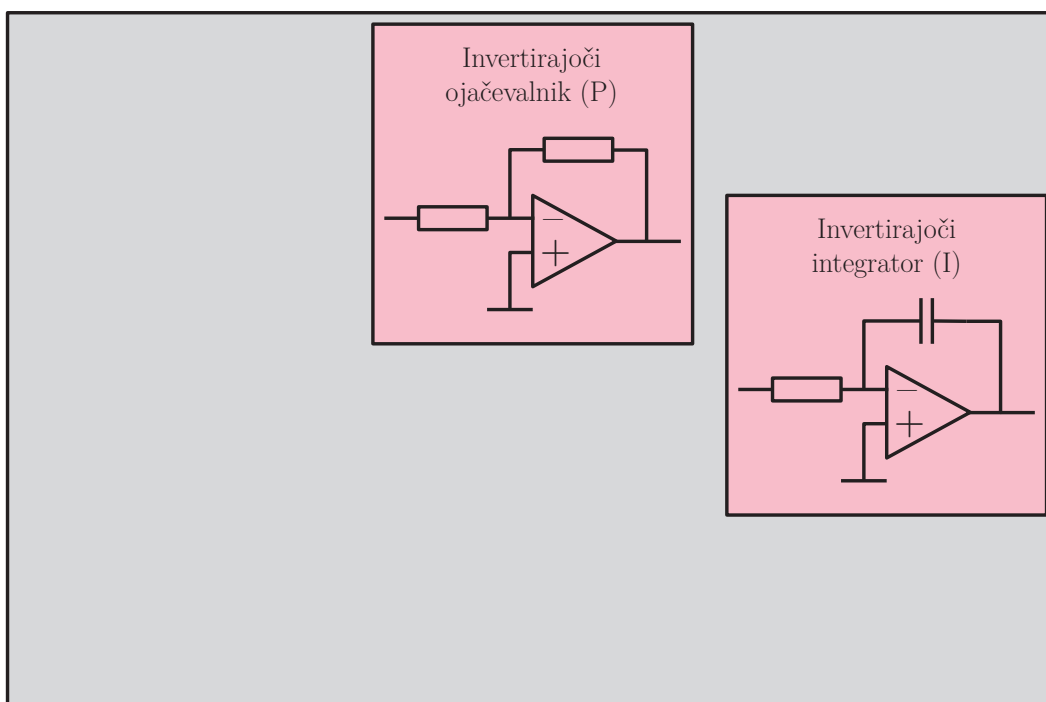 Invertirajoči
ojačevalnik (P)
−
+
Invertirajoči
integrator (I)
−
+